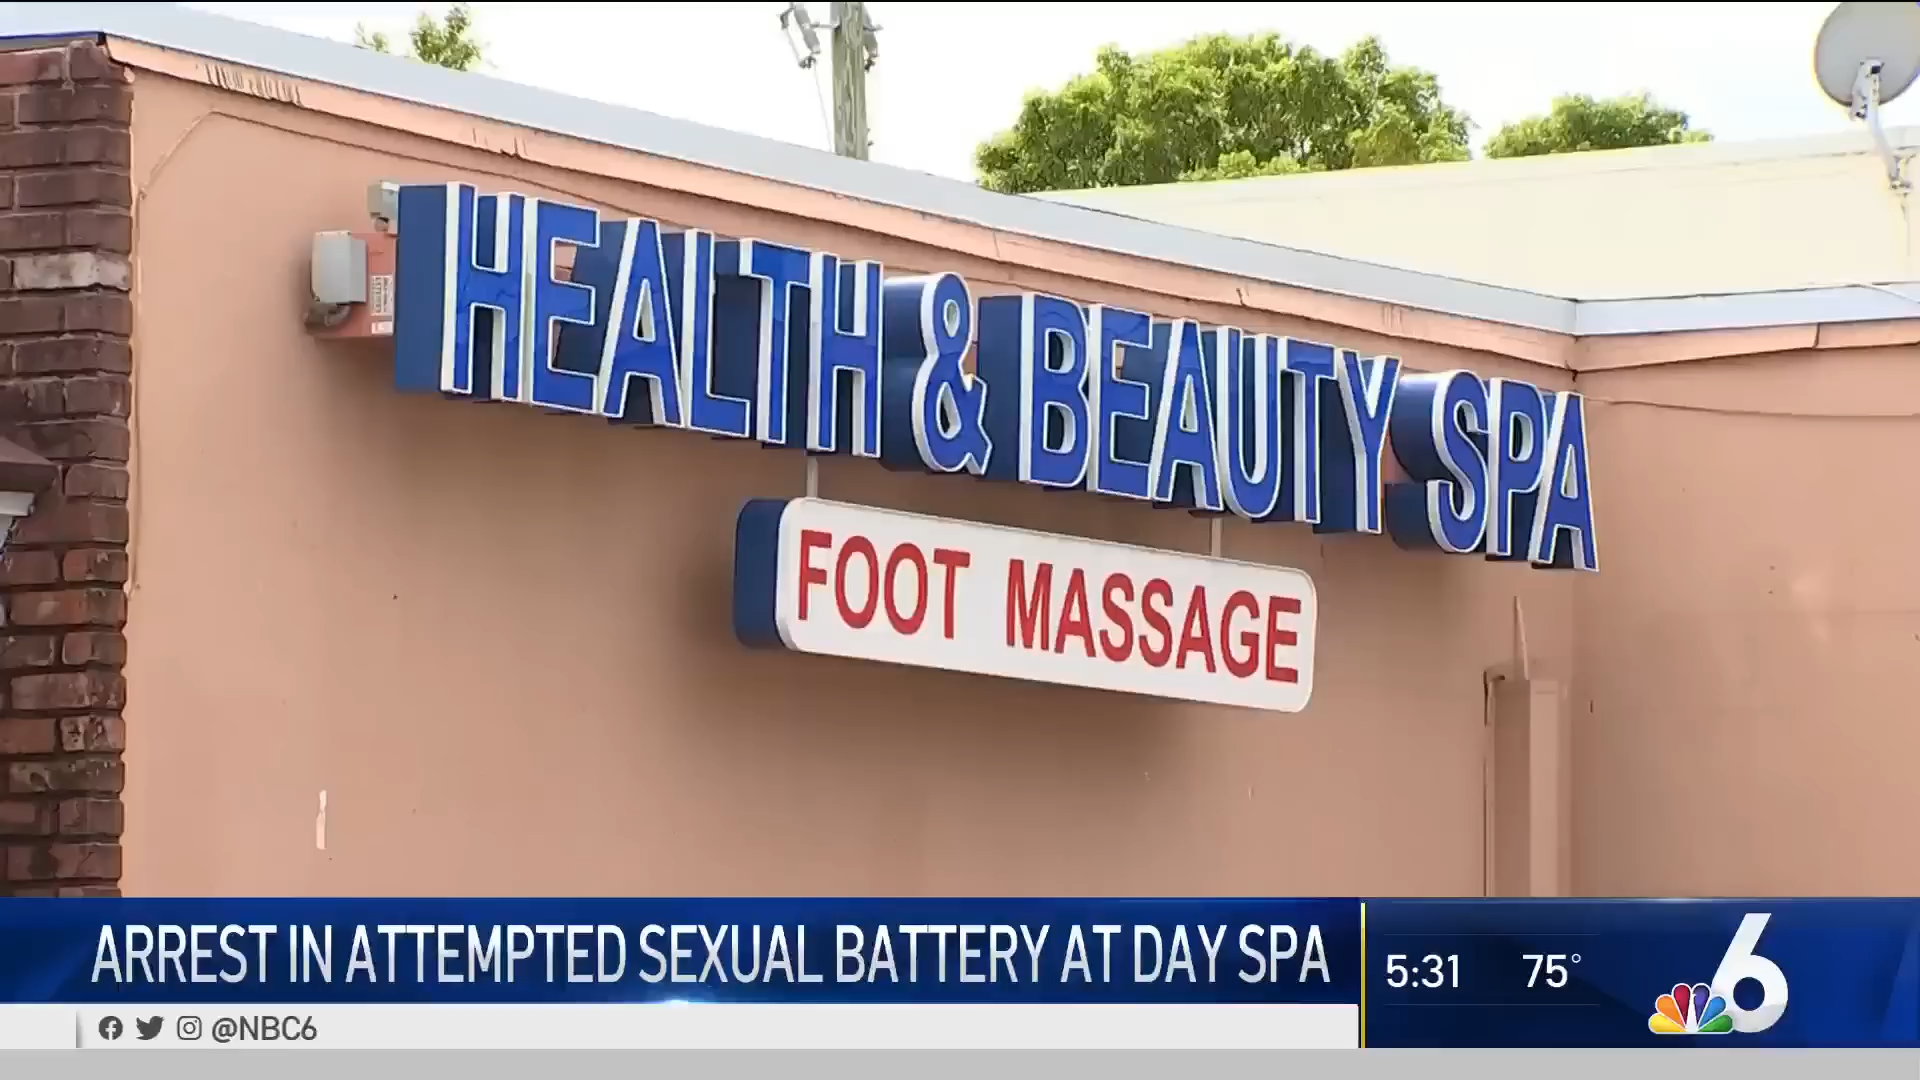 HEALTH & BEAUTY SPA
FOOT MASSAGE
ARREST IN ATTEMPTED SEXUAL BATTERY AT DAY SPA
5:31 75°
6
@NBC6